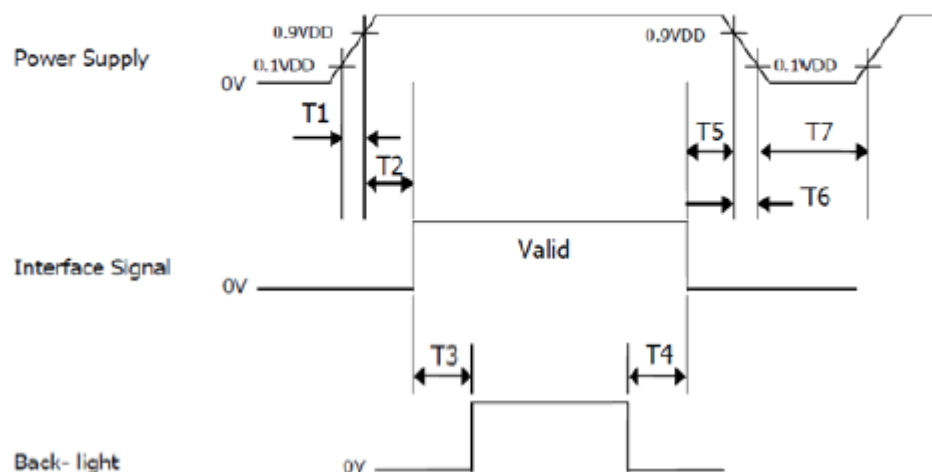 0.9VDD
0.9VDD
Power Supply
0.1VDD
0.1VDD
0V
T1
T5
T7
T2
T6
Valid
Interface Signal
0V
T3
T4
Back- light
0V